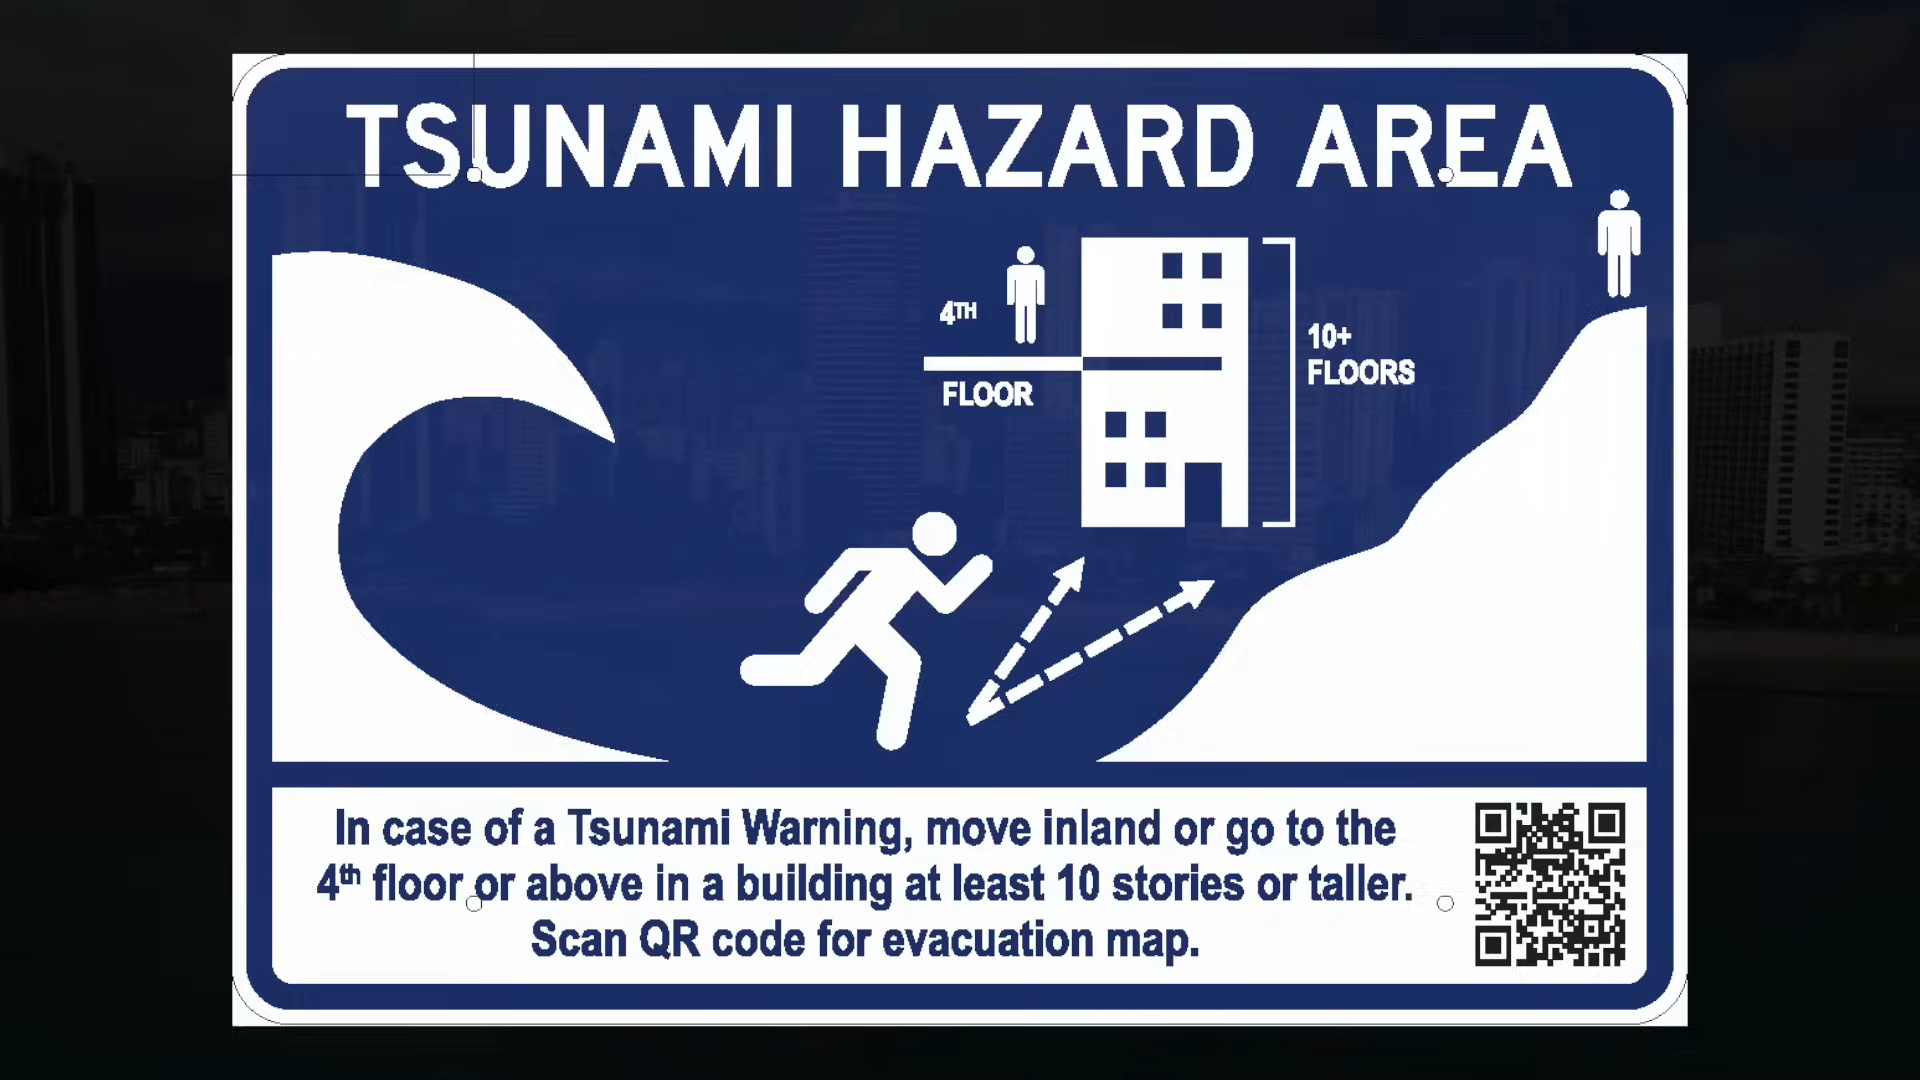 TSUNAMI HAZARD AREA
4TH
FLOOR
10+
FLOORS
In case of a Tsunami Warning, move inland or go to the
4th floor or above in a building at least 10 stories or taller.
Scan QR code for evacuation map.